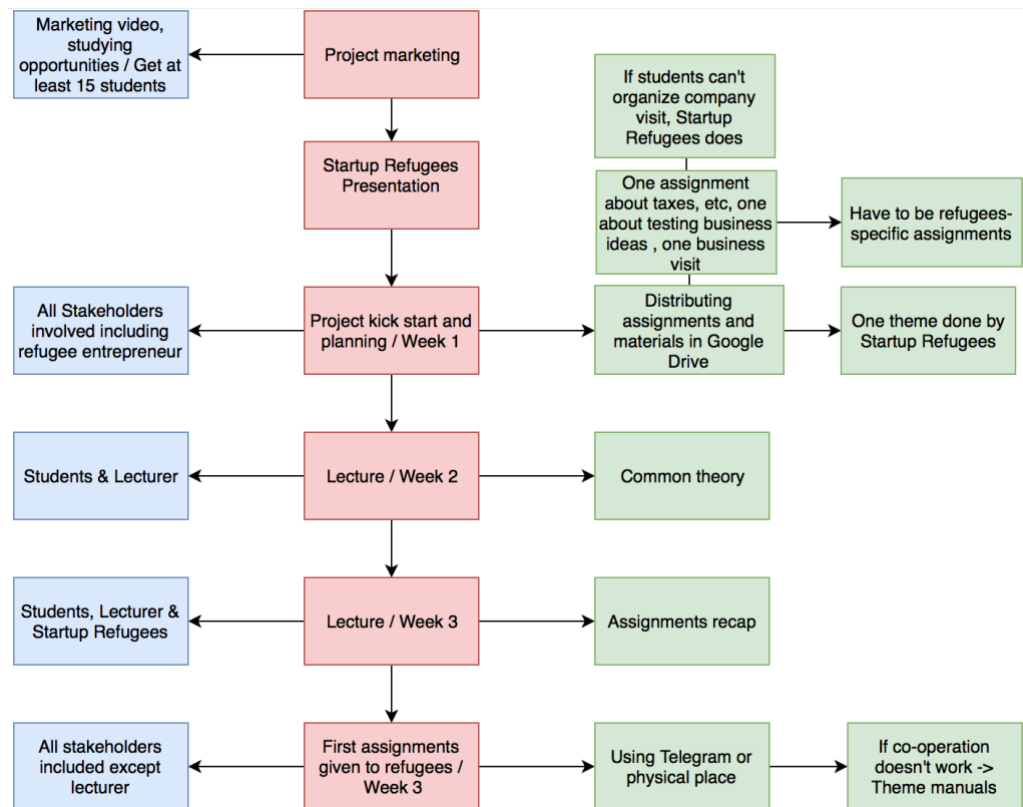 Marketing video,
studying
opportunities / Get at
least 15 students
Project marketing
If students can't
organize company
visit, Startup
Refugees does
Startup Refugees
Presentation
One assignment
about taxes, etc, one
about testing business
ideas , one business
visit
Have to be refugees-
specific assignments
All Stakeholders
involved including
refugee entrepreneur
Project kick start and
planning / Week 1
Distributing
assignments and
materials in Google
Drive
One theme done by
Startup Refugees
Students & Lecturer
Lecture / Week 2
Common theory
Students, Lecturer &
Startup Refugees
Lecture / Week 3
Assignments recap
All stakeholders
included except
lecturer
First assignments
given to refugees /
Week 3
Using Telegram or
physical place
If co-operation
doesn't work ->
Theme manuals